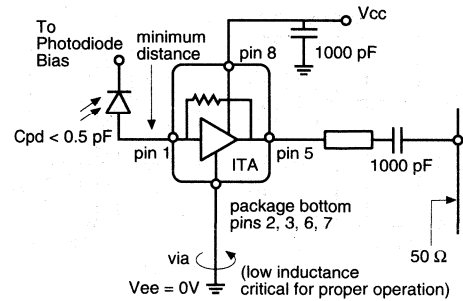 To
Photodiode
Bias
minimum
distance
Vcc
pin 8
1000 pF
Cpd < 0.5 pF
pin 1
ITA
pin 5
1000 pF
package bottom
pins 2, 3, 6, 7
50 Ω
via
(low inductance
critical for proper operation)
Vee = 0V